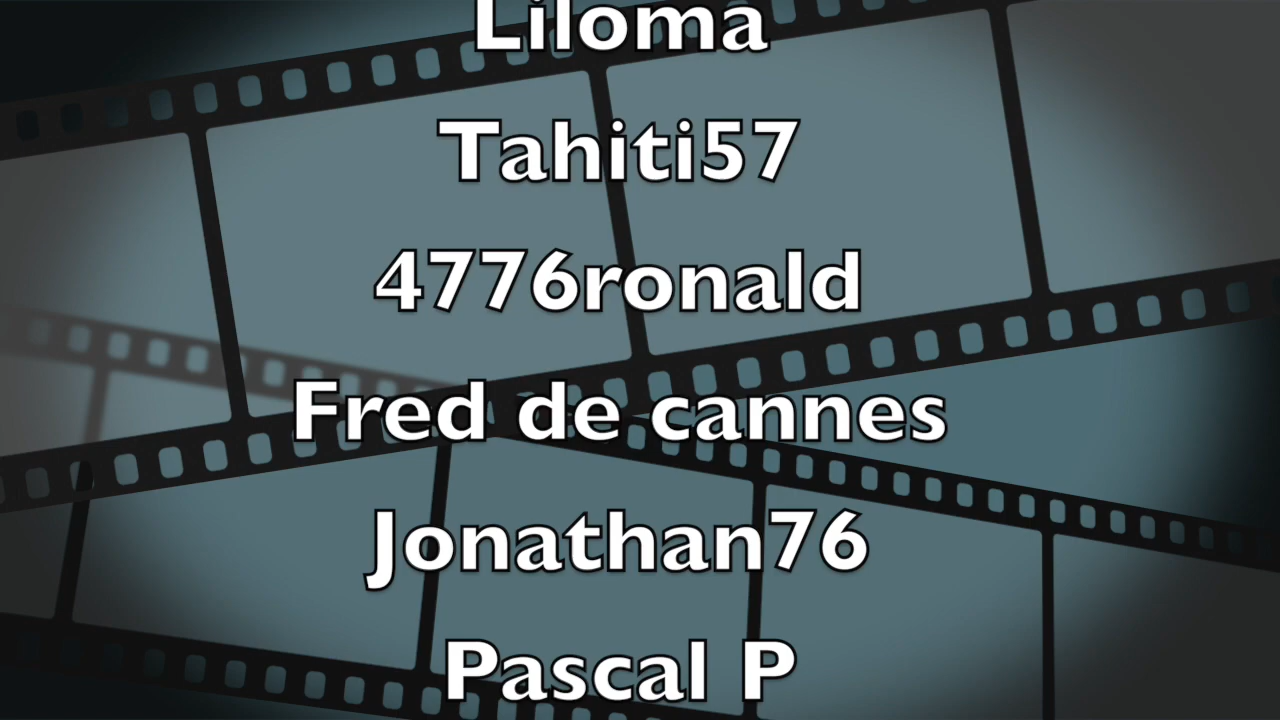 Liloma
Tahiti57
4776ronald
Fred de cannes
Jonathan76
Pascal P